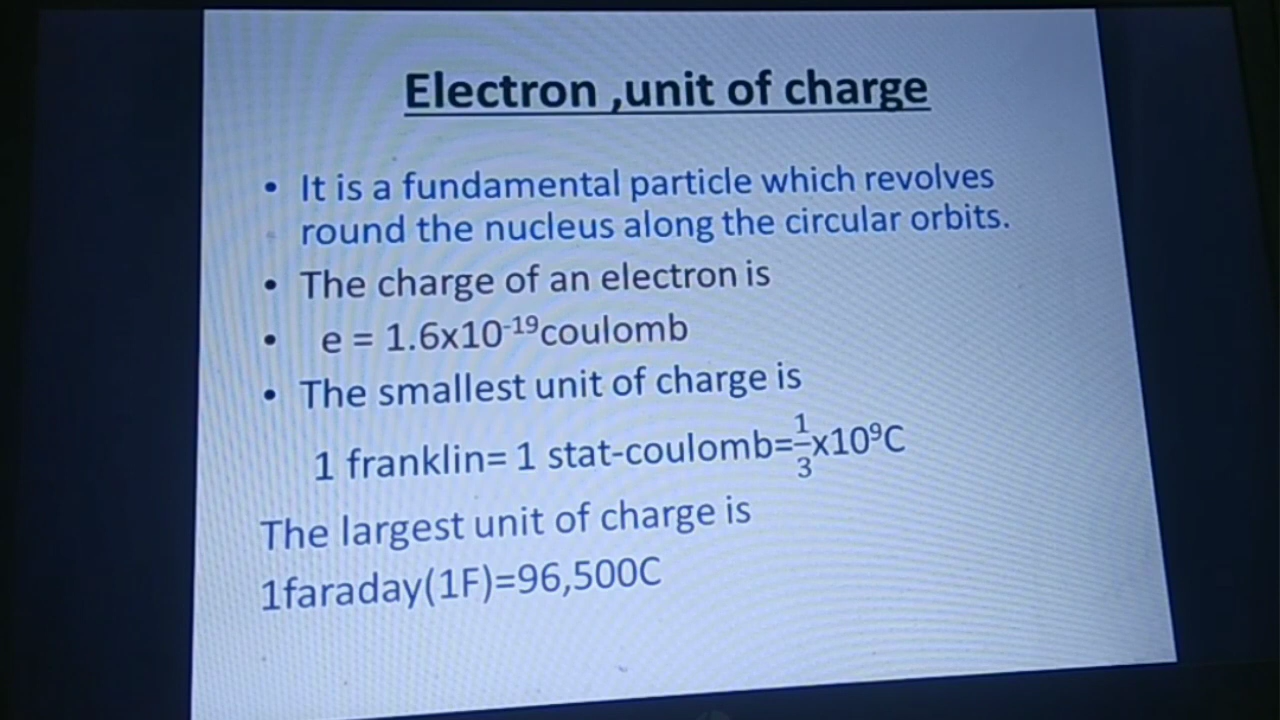 Electron ,unit of charge
• It is a fundamental particle which revolves
round the nucleus along the circular orbits.
• The charge of an electron is
• e = 1.6x10⁻¹⁹coulomb
• The smallest unit of charge is
1 franklin= 1 stat-coulomb=1/3x10⁹C
The largest unit of charge is
1faraday(1F)=96,500C